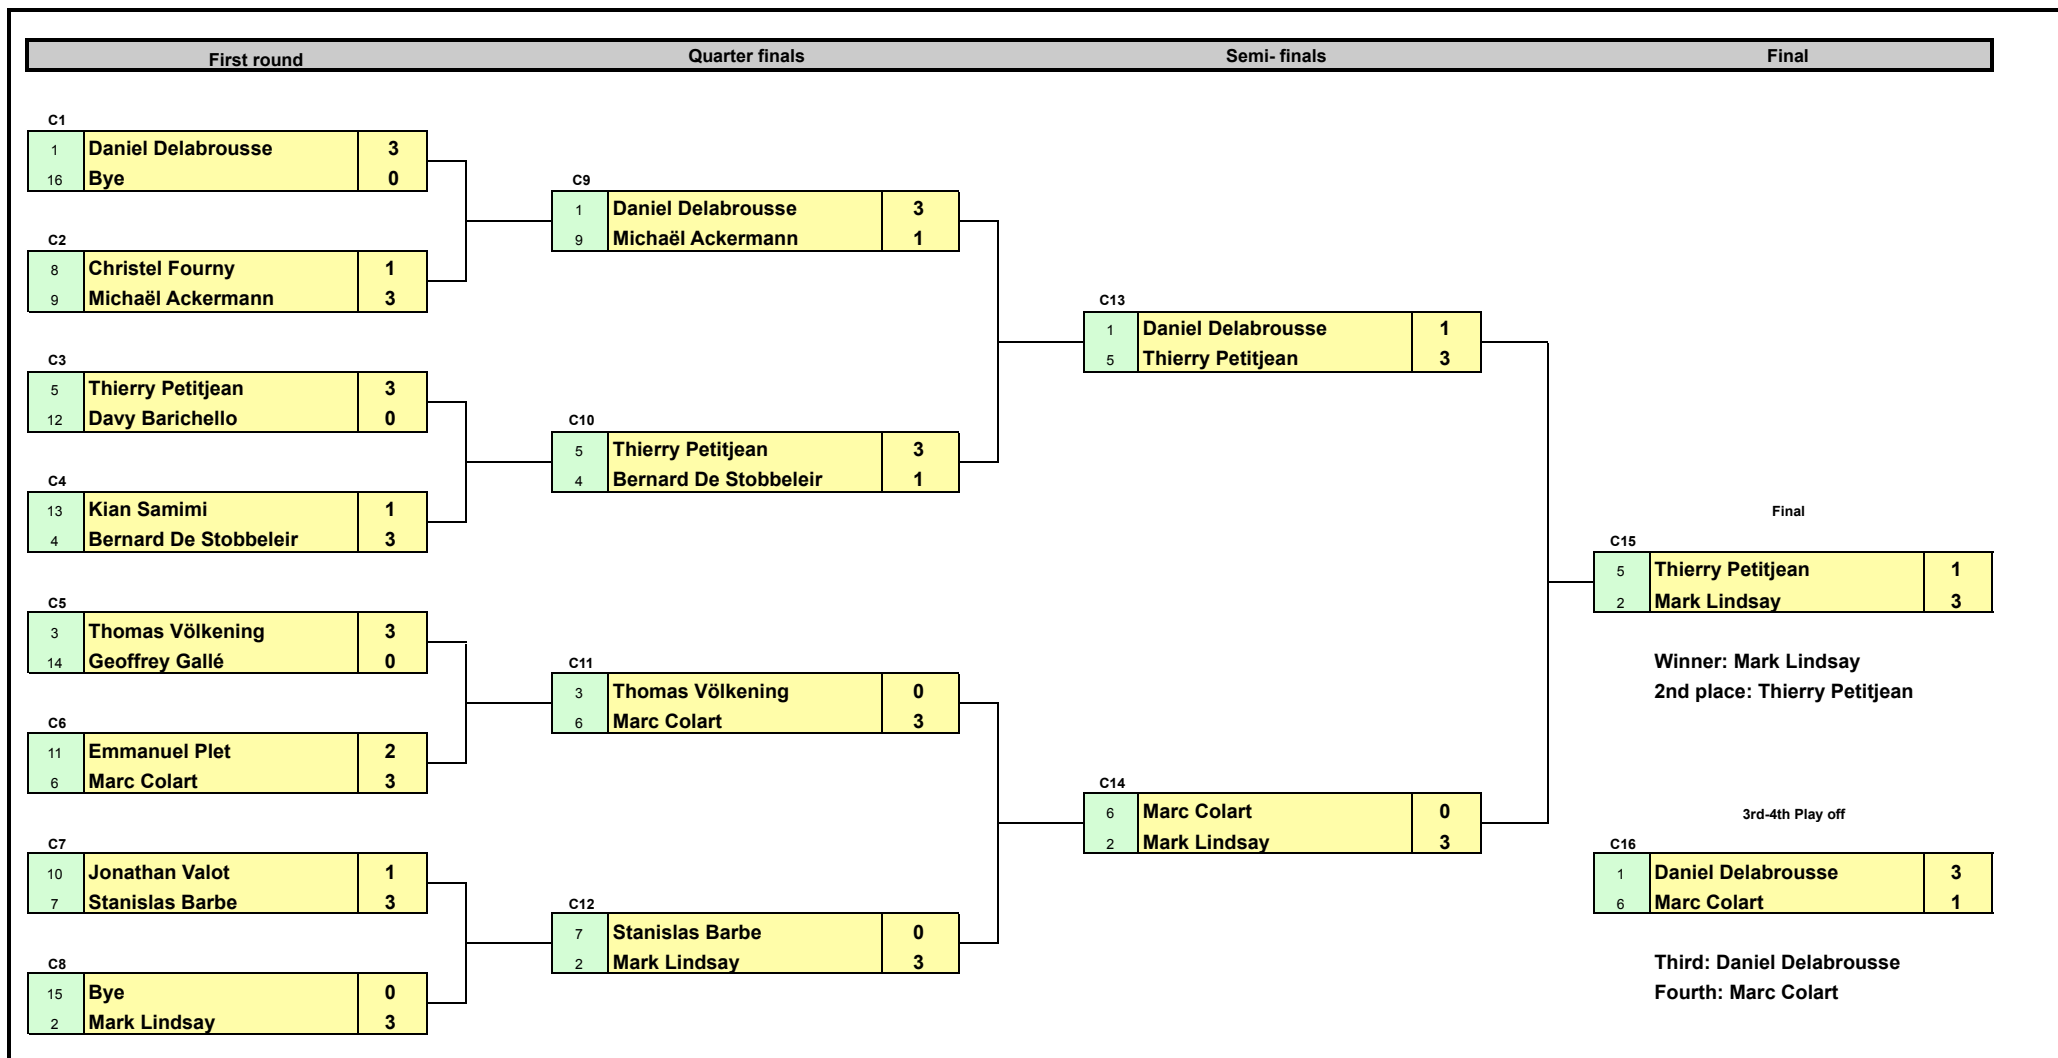 First round Quarter finals Semi- finals Final
C1
1 Daniel Delabrousse 3
16 Bye 0
C2
8 Christel Fourny 1
9 Michaël Ackermann 3
C3
5 Thierry Petitjean 3
12 Davy Barichello 0
C4
13 Kian Samimi 1
4 Bernard De Stobbeleir 3
C5
3 Thomas Völkening 3
14 Geoffrey Gallé 0
C6
11 Emmanuel Plet 2
6 Marc Colart 3
C7
10 Jonathan Valot 1
7 Stanislas Barbe 3
C8
15 Bye 0
2 Mark Lindsay 3
C9
1 Daniel Delabrousse 3
9 Michaël Ackermann 1
C10
5 Thierry Petitjean 3
4 Bernard De Stobbeleir 1
C11
3 Thomas Völkening 0
6 Marc Colart 3
C12
7 Stanislas Barbe 0
2 Mark Lindsay 3
C13
1 Daniel Delabrousse 1
5 Thierry Petitjean 3
C14
6 Marc Colart 0
2 Mark Lindsay 3
Final
C15
5 Thierry Petitjean 1
2 Mark Lindsay 3
Winner: Mark Lindsay
2nd place: Thierry Petitjean
3rd-4th Play off
C16
1 Daniel Delabrousse 3
6 Marc Colart 1
Third: Daniel Delabrousse
Fourth: Marc Colart